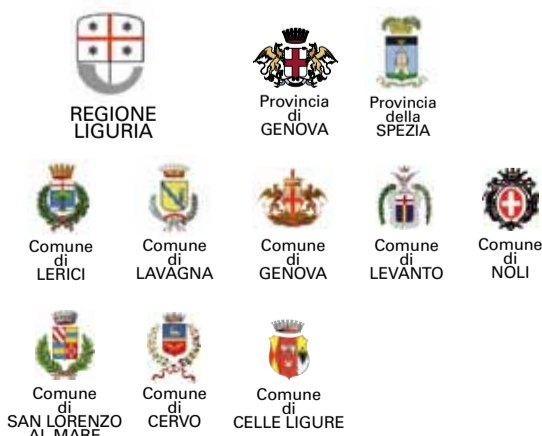 REGIONE
LIGURIA
Provincia
di
GENOVA
Provincia
della
SPEZIA
Comune
di
LERICI
Comune
di
LAVAGNA
Comune
di
GENOVA
Comune
di
LEVANTO
Comune
di
NOLI
Comune
di
SAN LORENZO
AL MARE
Comune
di
CERVO
Comune
di
CELLE LIGURE